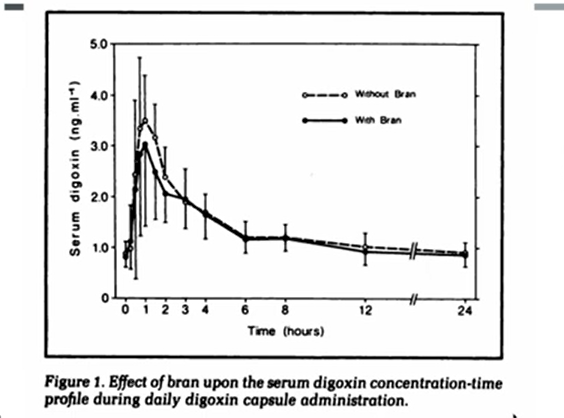 5.0
4.0
3.0
2.0
1.0
0
Serum digoxin (ng.ml⁻¹)
Without Bran
With Bran
0 1 2 3 4 6 8 12 24
Time (hours)
Figure 1. Effect of bran upon the serum digoxin concentration-time
profile during daily digoxin capsule administration.